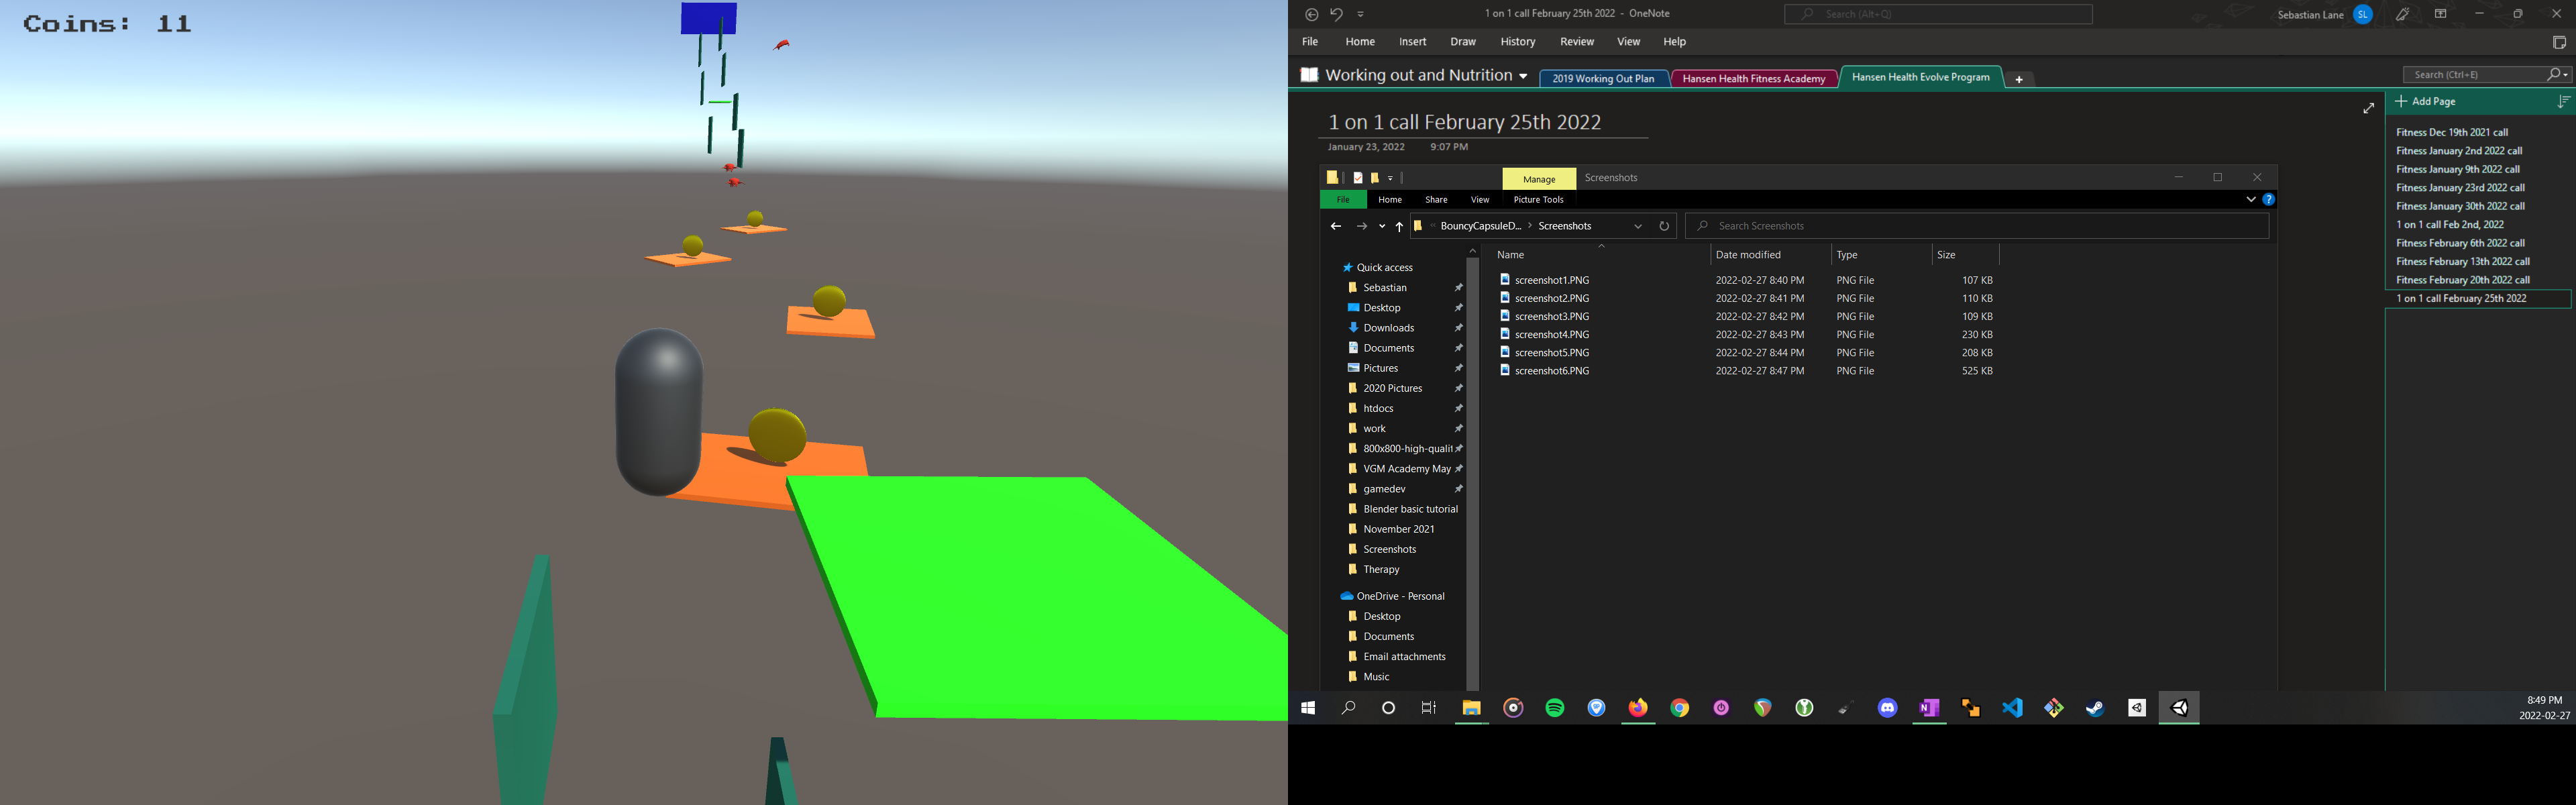 Coins: 11
1 on 1 call February 25th 2022 - OneNote
Search (Alt+Q)
Sebastian Lane
SL
File Home Insert Draw History Review View Help
Working out and Nutrition
2019 Working Out Plan
Hansen Health Fitness Academy
Hansen Health Evolve Program
+
Search (Ctrl+E)
Add Page
1 on 1 call February 25th 2022
January 23, 2022 9:07 PM
Fitness Dec 19th 2021 call
Fitness January 2nd 2022 call
Fitness January 9th 2022 call
Fitness January 23rd 2022 call
Fitness January 30th 2022 call
1 on 1 call Feb 2nd, 2022
Fitness February 6th 2022 call
Fitness February 13th 2022 call
Fitness February 20th 2022 call
1 on 1 call February 25th 2022
Manage
Screenshots
File Home Share View Picture Tools
BouncyCapsuleD... > Screenshots
Search Screenshots
Name Date modified Type Size
screenshot1.PNG 2022-02-27 8:40 PM PNG File 107 KB
screenshot2.PNG 2022-02-27 8:41 PM PNG File 110 KB
screenshot3.PNG 2022-02-27 8:42 PM PNG File 109 KB
screenshot4.PNG 2022-02-27 8:43 PM PNG File 230 KB
screenshot5.PNG 2022-02-27 8:44 PM PNG File 208 KB
screenshot6.PNG 2022-02-27 8:47 PM PNG File 525 KB
Quick access
Sebastian
Desktop
Downloads
Documents
Pictures
2020 Pictures
htdocs
work
800x800-high-qualit
VGM Academy May
gamedev
Blender basic tutorial
November 2021
Screenshots
Therapy
OneDrive - Personal
Desktop
Documents
Email attachments
Music
8:49 PM
2022-02-27